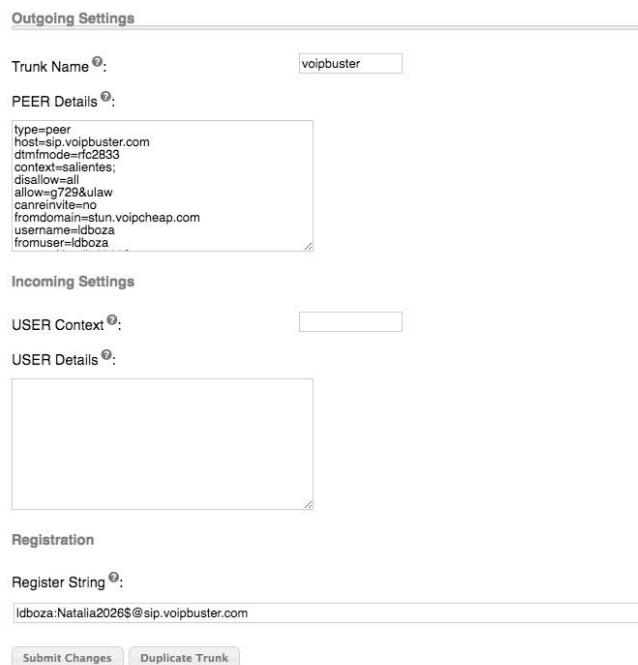 Outgoing Settings
Trunk Name ?: voipbuster
PEER Details ?:
type=peer
host=sip.voipbuster.com
dtmfmode=rfc2833
context=salientes;
disallow=all
allow=g729&ulaw
canreinvite=no
fromdomain=stun.voipcheap.com
username=ldboza
fromuser=ldboza
Incoming Settings
USER Context ?:
USER Details ?:
Registration
Register String ?:
ldboza:Natalia2026$@sip.voipbuster.com
Submit Changes Duplicate Trunk